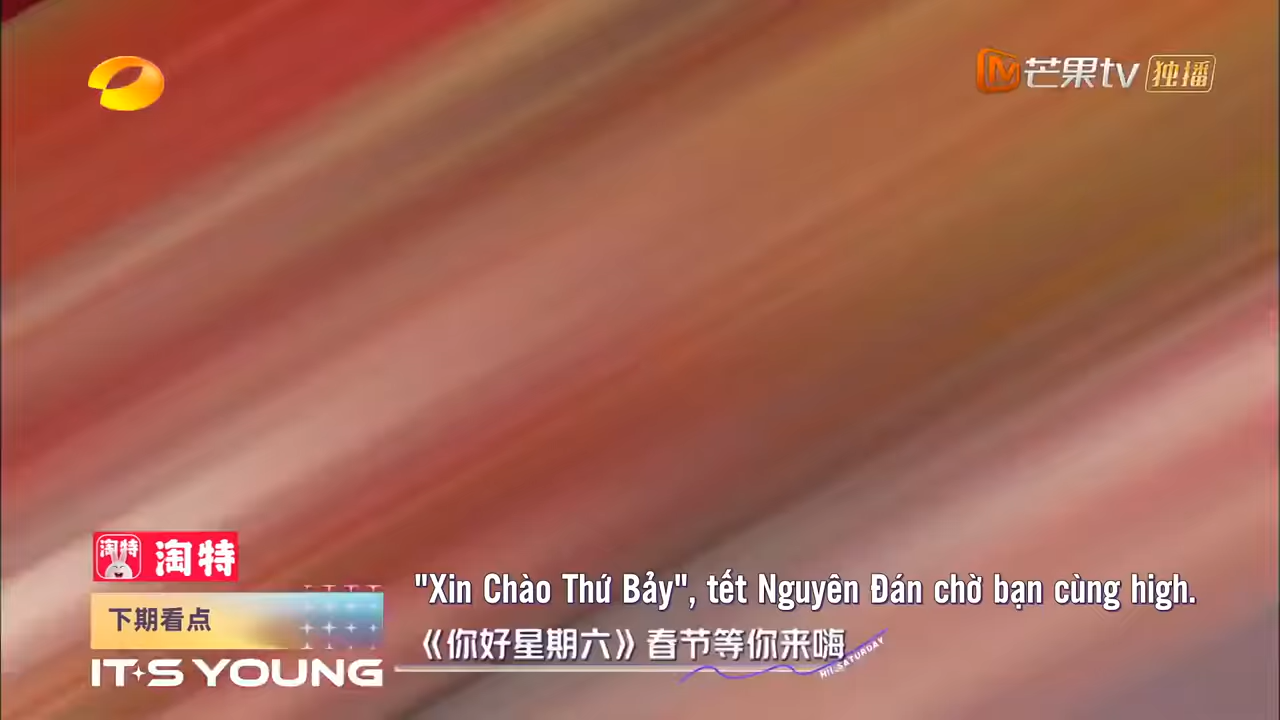 芒果tv 独播
淘特 淘特
下期看点
IT'S YOUNG
"Xin Chào Thứ Bảy", tết Nguyên Đán chờ bạn cùng high.
《你好星期六》春节等你来嗨
HI!SATURDAY